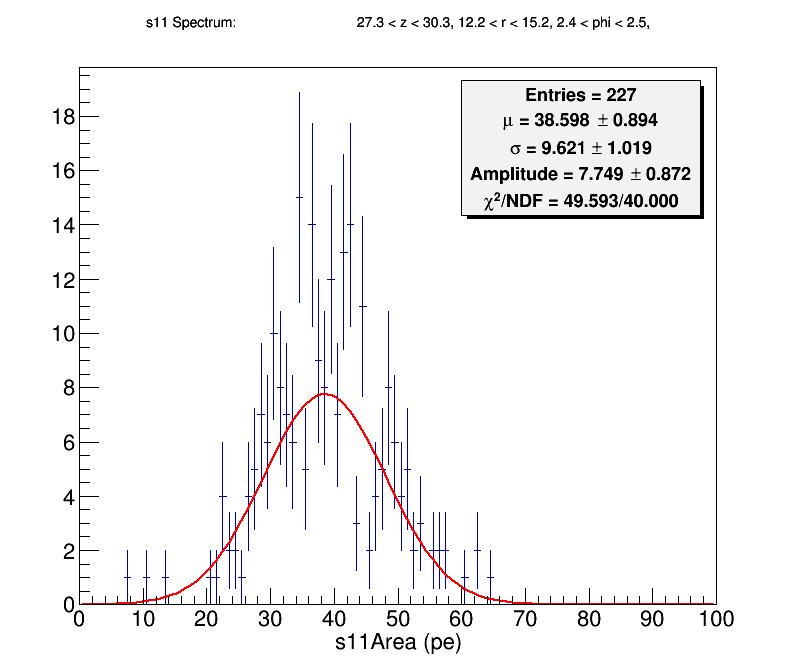 s11 Spectrum: 27.3 < z < 30.3, 12.2 < r < 15.2, 2.4 < phi < 2.5,
Entries = 227
μ = 38.598 ± 0.894
σ = 9.621 ± 1.019
Amplitude = 7.749 ± 0.872
χ²/NDF = 49.593/40.000
18
16
14
12
10
8
6
4
2
0
0 10 20 30 40 50 60 70 80 90 100
s11Area (pe)